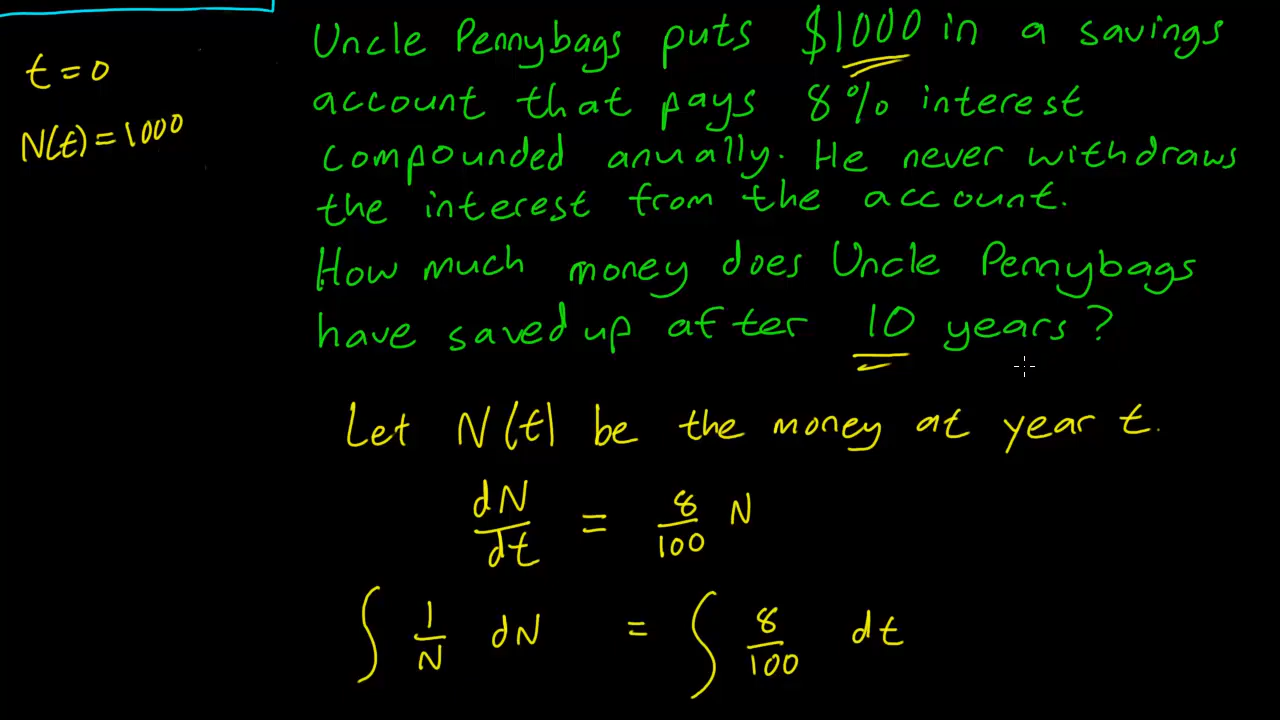 t = 0
N(t) = 1000
Uncle Pennybags puts $1000 in a savings
account that pays 8% interest
compounded anually. He never withdraws
the interest from the account.
How much money does Uncle Pennybags
have saved up after 10 years?
Let N(t) be the money at year t.
dN/dt = 8/100 N
∫ 1/N dN = ∫ 8/100 dt